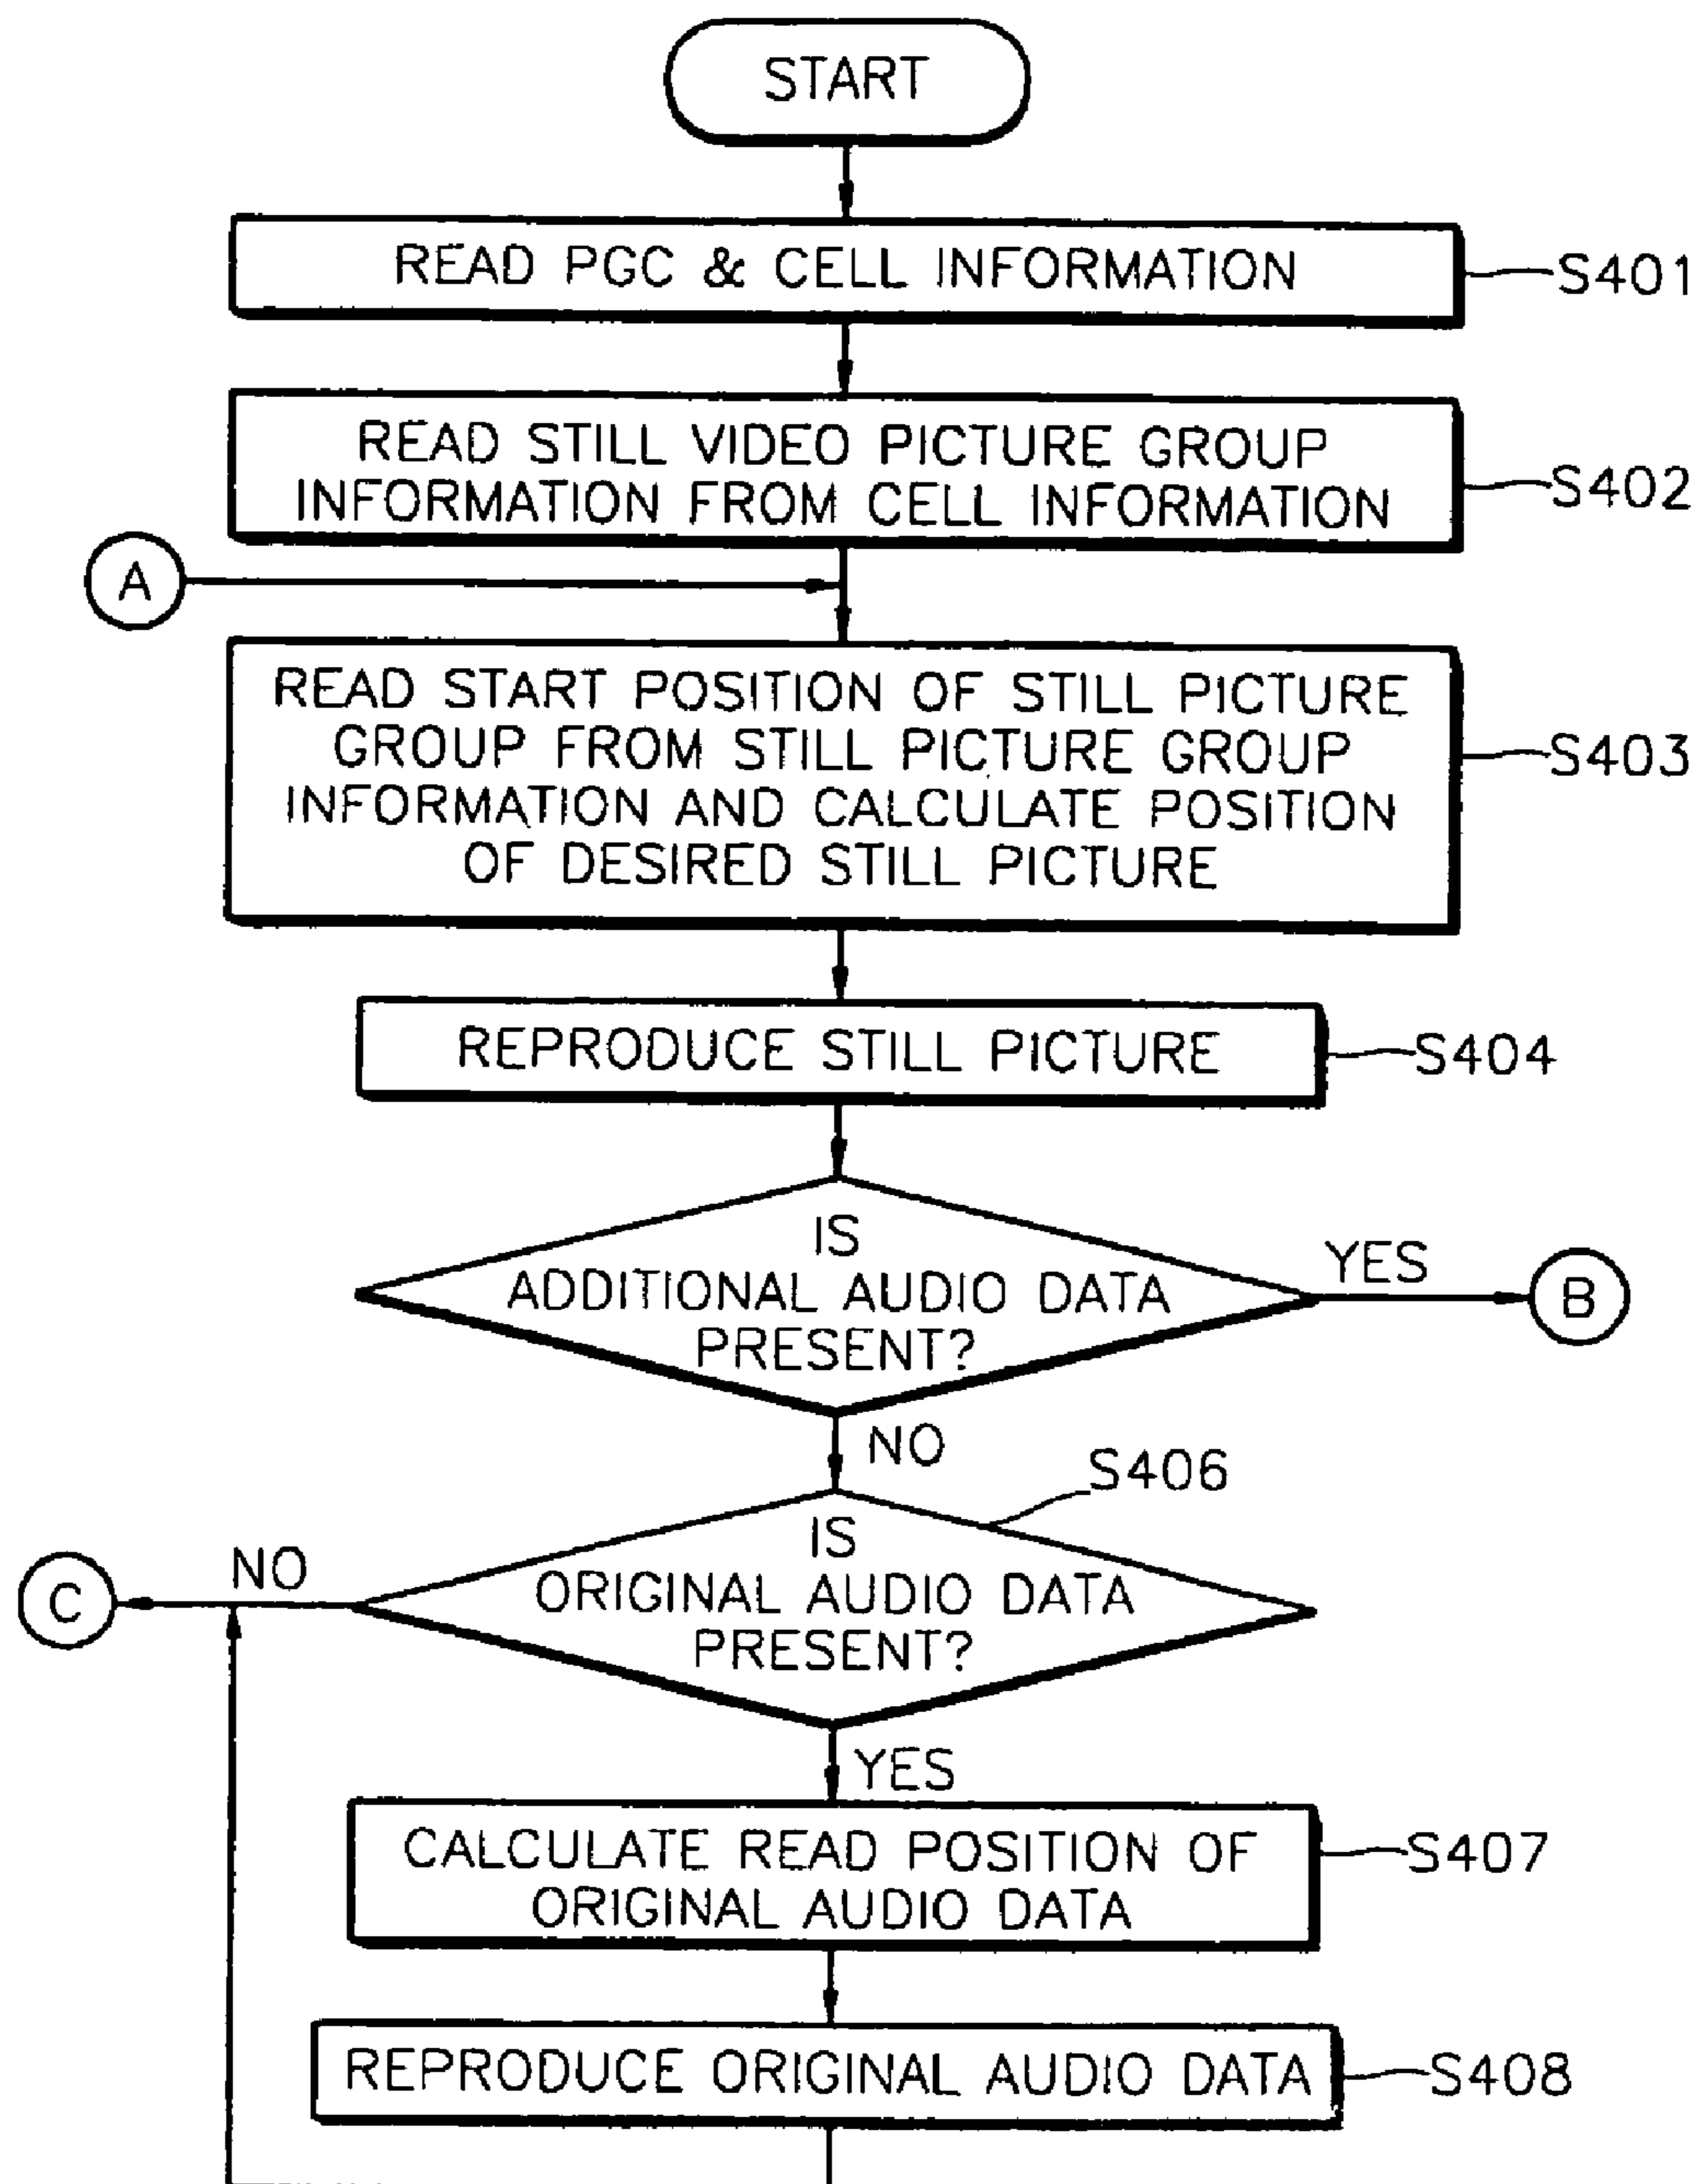 START
READ PGC & CELL INFORMATION
S401
READ STILL VIDEO PICTURE GROUP
INFORMATION FROM CELL INFORMATION
S402
A
READ START POSITION OF STILL PICTURE
GROUP FROM STILL PICTURE GROUP
INFORMATION AND CALCULATE POSITION
OF DESIRED STILL PICTURE
S403
REPRODUCE STILL PICTURE
S404
IS
ADDITIONAL AUDIO DATA
PRESENT?
YES
B
NO
S406
IS
ORIGINAL AUDIO DATA
PRESENT?
NO
C
YES
CALCULATE READ POSITION OF
ORIGINAL AUDIO DATA
S407
REPRODUCE ORIGINAL AUDIO DATA
S408